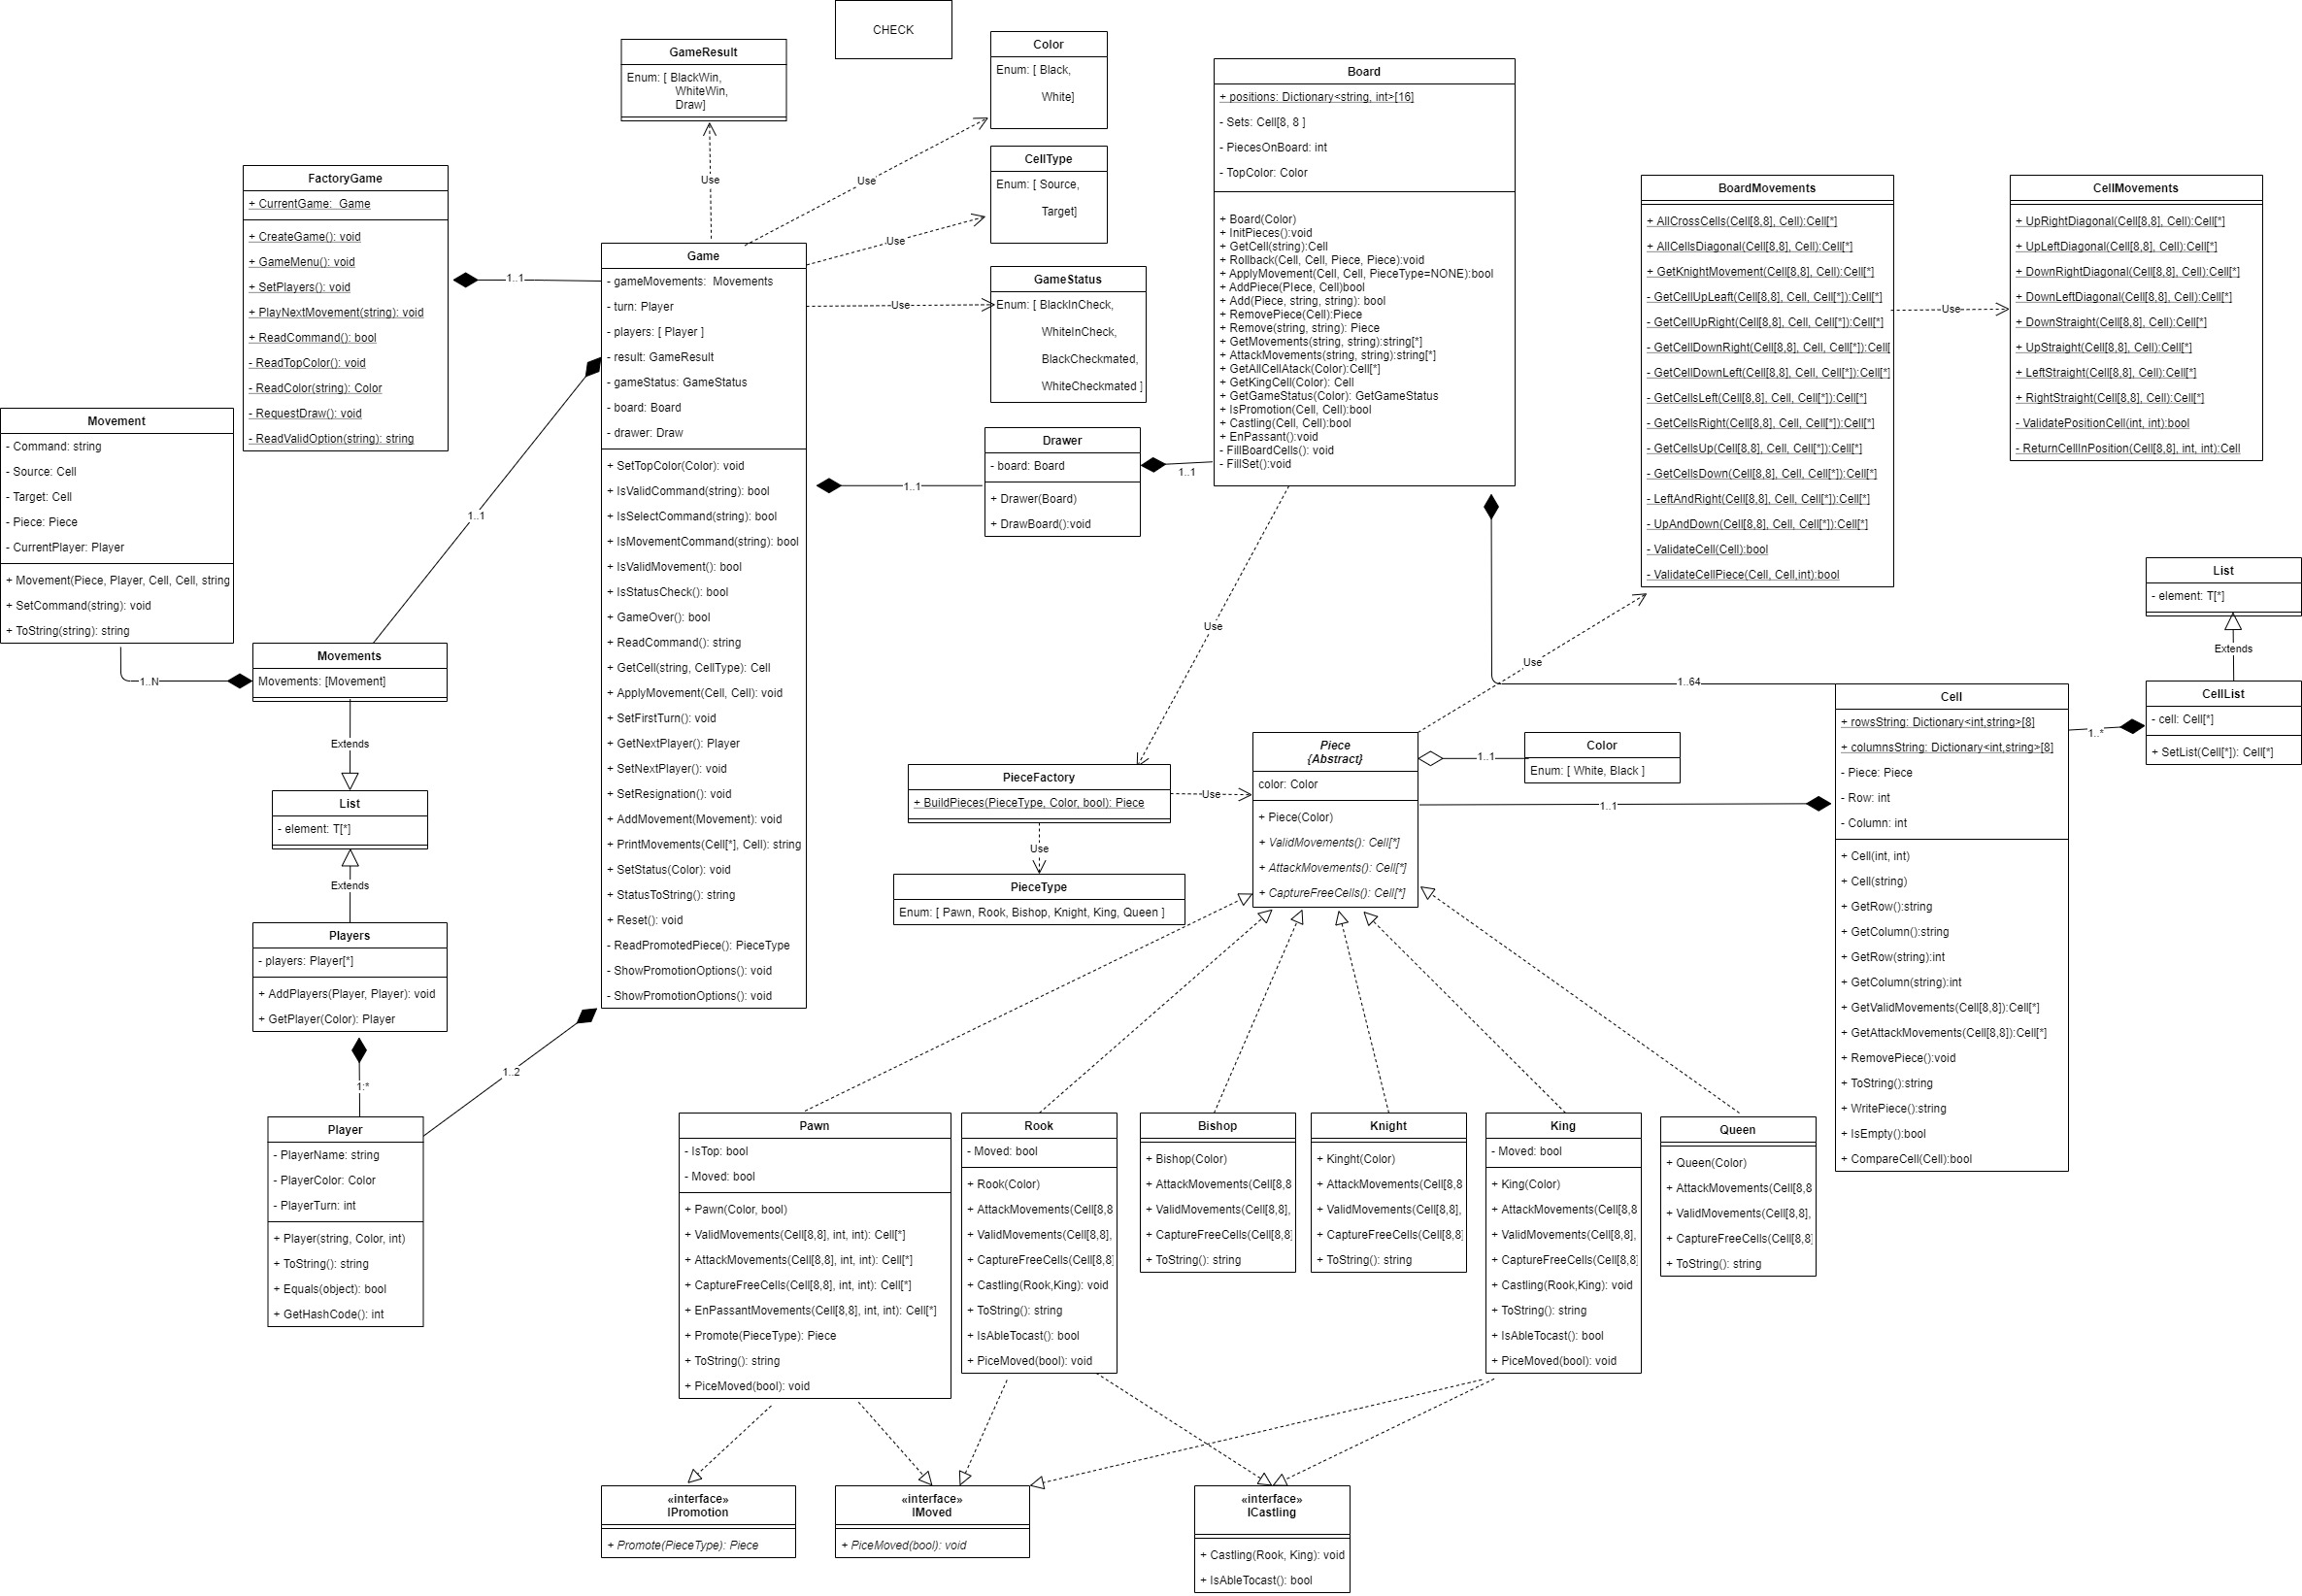 CHECK
GameResult
Enum: [ BlackWin,
WhiteWin,
Draw]
Color
Enum: [ Black,
White]
CellType
Enum: [ Source,
Target]
GameStatus
Enum: [ BlackInCheck,
WhiteInCheck,
BlackCheckmated,
WhiteCheckmated ]
Use
Use
Use
Use
FactoryGame
+ CurrentGame:  Game
+ CreateGame(): void
+ GameMenu(): void
+ SetPlayers(): void
+ PlayNextMovement(string): void
+ ReadCommand(): bool
- ReadTopColor(): void
- ReadColor(string): Color
- RequestDraw(): void
- ReadValidOption(string): string
1..1
Game
- gameMovements:  Movements
- turn: Player
- players: [ Player ]
- result: GameResult
- gameStatus: GameStatus
- board: Board
- drawer: Draw
+ SetTopColor(Color): void
+ IsValidCommand(string): bool
+ IsSelectCommand(string): bool
+ IsMovementCommand(string): bool
+ IsValidMovement(): bool
+ IsStatusCheck(): bool
+ GameOver(): bool
+ ReadCommand(): string
+ GetCell(string, CellType): Cell
+ ApplyMovement(Cell, Cell): void
+ SetFirstTurn(): void
+ GetNextPlayer(): Player
+ SetNextPlayer(): void
+ SetResignation(): void
+ AddMovement(Movement): void
+ PrintMovements(Cell[*], Cell): string
+ SetStatus(Color): void
+ StatusToString(): string
+ Reset(): void
- ReadPromotedPiece(): PieceType
- ShowPromotionOptions(): void
- ShowPromotionOptions(): void
Movement
- Command: string
- Source: Cell
- Target: Cell
- Piece: Piece
- CurrentPlayer: Player
+ Movement(Piece, Player, Cell, Cell, string
+ SetCommand(string): void
+ ToString(string): string
1..1
1..N
Movements
Movements: [Movement]
Extends
List
- element: T[*]
Extends
Players
- players: Player[*]
+ AddPlayers(Player, Player): void
+ GetPlayer(Color): Player
1:*
1..2
Player
- PlayerName: string
- PlayerColor: Color
- PlayerTurn: int
+ Player(string, Color, int)
+ ToString(): string
+ Equals(object): bool
+ GetHashCode(): int
1..1
Drawer
- board: Board
+ Drawer(Board)
+ DrawBoard():void
1..1
Board
+ positions: Dictionary<string, int>[16]
- Sets: Cell[8, 8 ]
- PiecesOnBoard: int
- TopColor: Color
+ Board(Color)
+ InitPieces():void
+ GetCell(string):Cell
+ Rollback(Cell, Cell, Piece, Piece):void
+ ApplyMovement(Cell, Cell, PieceType=NONE):bool
+ AddPiece(PIece, Cell)bool
+ Add(Piece, string, string): bool
+ RemovePiece(Cell):Piece
+ Remove(string, string): Piece
+ GetMovements(string, string):string[*]
+ AttackMovements(string, string):string[*]
+ GetAllCellAtack(Color):Cell[*]
+ GetKingCell(Color): Cell
+ GetGameStatus(Color): GetGameStatus
+ IsPromotion(Cell, Cell):bool
+ Castling(Cell, Cell):bool
+ EnPassant():void
- FillBoardCells(): void
- FillSet():void
BoardMovements
+ AllCrossCells(Cell[8,8], Cell):Cell[*]
+ AllCellsDiagonal(Cell[8,8], Cell):Cell[*]
+ GetKnightMovement(Cell[8,8], Cell):Cell[*]
- GetCellUpLeaft(Cell[8,8], Cell, Cell[*]):Cell[*]
- GetCellUpRight(Cell[8,8], Cell, Cell[*]):Cell[*]
- GetCellDownRight(Cell[8,8], Cell, Cell[*]):Cell[
- GetCellDownLeft(Cell[8,8], Cell, Cell[*]):Cell[*]
- GetCellsLeft(Cell[8,8], Cell, Cell[*]):Cell[*]
- GetCellsRight(Cell[8,8], Cell, Cell[*]):Cell[*]
- GetCellsUp(Cell[8,8], Cell, Cell[*]):Cell[*]
- GetCellsDown(Cell[8,8], Cell, Cell[*]):Cell[*]
- LeftAndRight(Cell[8,8], Cell, Cell[*]):Cell[*]
- UpAndDown(Cell[8,8], Cell, Cell[*]):Cell[*]
- ValidateCell(Cell):bool
- ValidateCellPiece(Cell, Cell,int):bool
Use
CellMovements
+ UpRightDiagonal(Cell[8,8], Cell):Cell[*]
+ UpLeftDiagonal(Cell[8,8], Cell):Cell[*]
+ DownRightDiagonal(Cell[8,8], Cell):Cell[*]
+ DownLeftDiagonal(Cell[8,8], Cell):Cell[*]
+ DownStraight(Cell[8,8], Cell):Cell[*]
+ UpStraight(Cell[8,8], Cell):Cell[*]
+ LeftStraight(Cell[8,8], Cell):Cell[*]
+ RightStraight(Cell[8,8], Cell):Cell[*]
- ValidatePositionCell(int, int):bool
- ReturnCellInPosition(Cell[8,8], int, int):Cell
List
- element: T[*]
Extends
CellList
- cell: Cell[*]
+ SetList(Cell[*]): Cell[*]
1..*
1..64
Use
Use
Cell
+ rowsString: Dictionary<int,string>[8]
+ columnsString: Dictionary<int,string>[8]
- Piece: Piece
- Row: int
- Column: int
+ Cell(int, int)
+ Cell(string)
+ GetRow():string
+ GetColumn():string
+ GetRow(string):int
+ GetColumn(string):int
+ GetValidMovements(Cell[8,8]):Cell[*]
+ GetAttackMovements(Cell[8,8]):Cell[*]
+ RemovePiece():void
+ ToString():string
+ WritePiece():string
+ IsEmpty():bool
+ CompareCell(Cell):bool
PieceFactory
+ BuildPieces(PieceType, Color, bool): Piece
Use
Use
PieceType
Enum: [ Pawn, Rook, Bishop, Knight, King, Queen ]
Piece
{Abstract}
color: Color
+ Piece(Color)
+ ValidMovements(): Cell[*]
+ AttackMovements(): Cell[*]
+ CaptureFreeCells(): Cell[*]
1..1
Color
Enum: [ White, Black ]
1..1
Pawn
- IsTop: bool
- Moved: bool
+ Pawn(Color, bool)
+ ValidMovements(Cell[8,8], int, int): Cell[*]
+ AttackMovements(Cell[8,8], int, int): Cell[*]
+ CaptureFreeCells(Cell[8,8], int, int): Cell[*]
+ EnPassantMovements(Cell[8,8], int, int): Cell[*]
+ Promote(PieceType): Piece
+ ToString(): string
+ PiceMoved(bool): void
Rook
- Moved: bool
+ Rook(Color)
+ AttackMovements(Cell[8,8
+ ValidMovements(Cell[8,8],
+ CaptureFreeCells(Cell[8,8]
+ Castling(Rook,King): void
+ ToString(): string
+ IsAbleTocast(): bool
+ PiceMoved(bool): void
Bishop
+ Bishop(Color)
+ AttackMovements(Cell[8,8
+ ValidMovements(Cell[8,8],
+ CaptureFreeCells(Cell[8,8]
+ ToString(): string
Knight
+ Kinght(Color)
+ AttackMovements(Cell[8,8
+ ValidMovements(Cell[8,8],
+ CaptureFreeCells(Cell[8,8]
+ ToString(): string
King
- Moved: bool
+ King(Color)
+ AttackMovements(Cell[8,8
+ ValidMovements(Cell[8,8],
+ CaptureFreeCells(Cell[8,8]
+ Castling(Rook,King): void
+ ToString(): string
+ IsAbleTocast(): bool
+ PiceMoved(bool): void
Queen
+ Queen(Color)
+ AttackMovements(Cell[8,8
+ ValidMovements(Cell[8,8],
+ CaptureFreeCells(Cell[8,8]
+ ToString(): string
«interface»
IPromotion
+ Promote(PieceType): Piece
«interface»
IMoved
+ PiceMoved(bool): void
«interface»
ICastling
+ Castling(Rook, King): void
+ IsAbleTocast(): bool